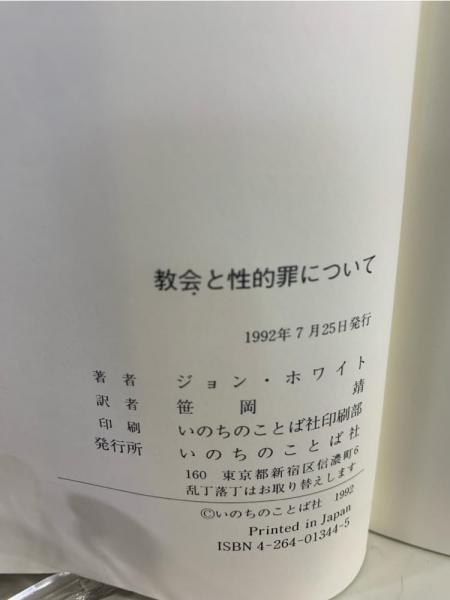 教会と性的罪について
1992年7月25日発行
著者 ジョン・ホワイト
訳者 笹岡 靖
印刷 いのちのことば社印刷部
発行所 いのちのことば社
160 東京都新宿区信濃町6
乱丁落丁はお取り替えします
©いのちのことば社 1992
Printed in Japan
ISBN 4-264-01344-5